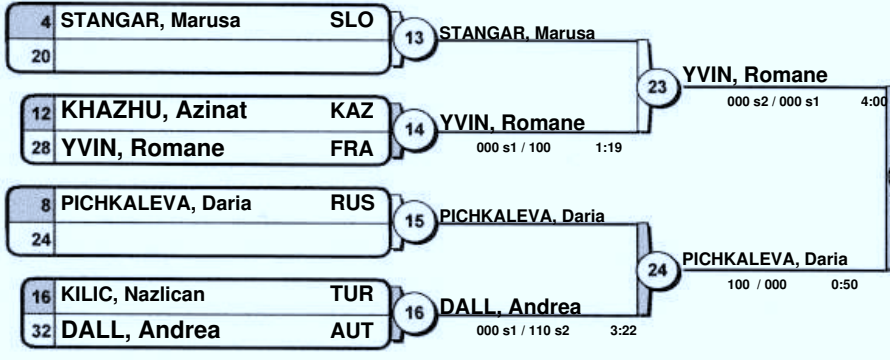 4 STANGAR, Marusa SLO
20
13 STANGAR, Marusa
12 KHAZHU, Azinat KAZ
28 YVIN, Romane FRA
14 YVIN, Romane
000 s1 / 100 1:19
23 YVIN, Romane
000 s2 / 000 s1 4:00
8 PICHKALEVA, Daria RUS
24
15 PICHKALEVA, Daria
16 KILIC, Nazlican TUR
32 DALL, Andrea AUT
16 DALL, Andrea
000 s1 / 110 s2 3:22
24 PICHKALEVA, Daria
100 / 000 0:50